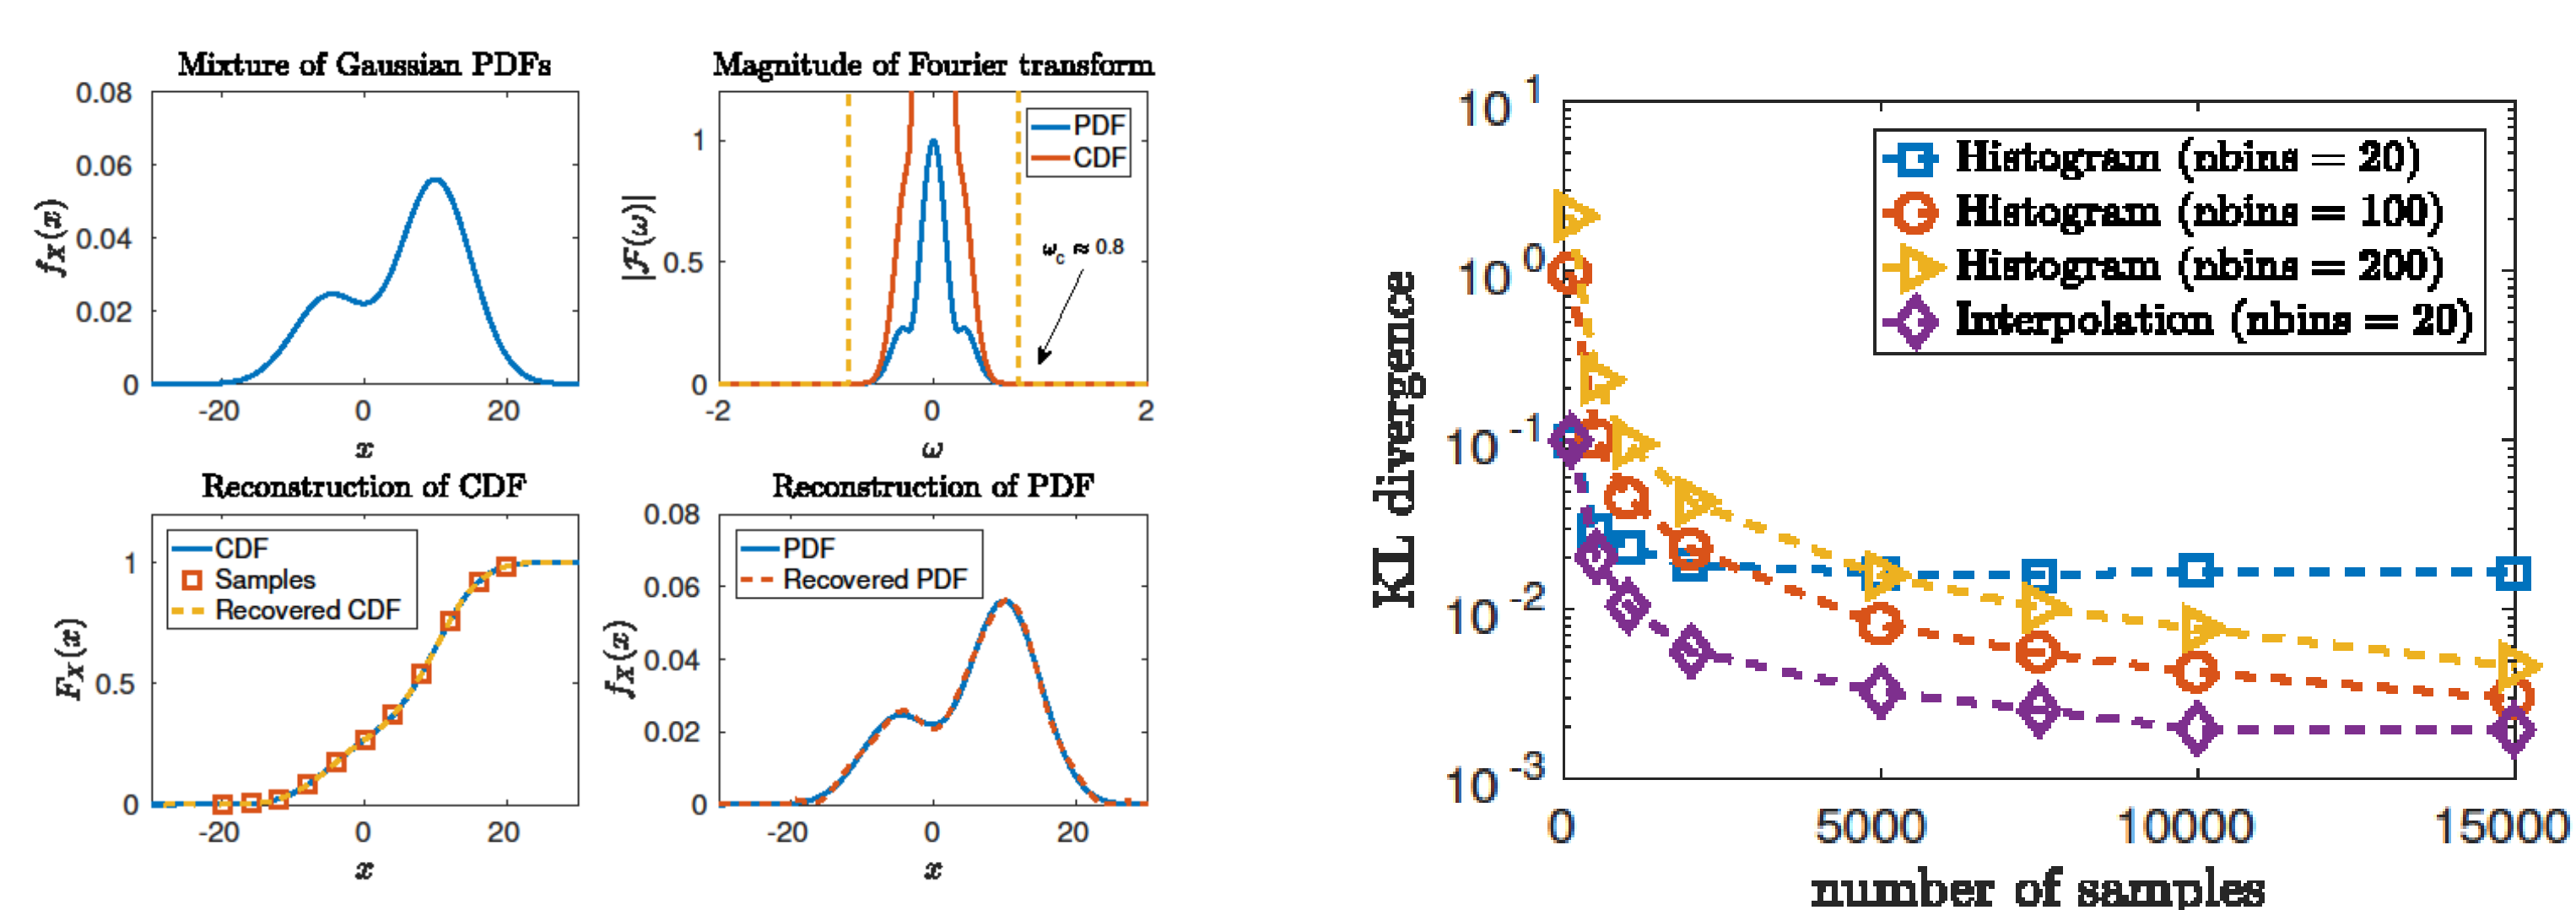 Mixture of Gaussian PDFs
0.08
0.06
0.04
0.02
0
-20
0
20
f_X(x)
x
Magnitude of Fourier transform
1
0.5
0
-2
0
2
|F(ω)|
ω
PDF
CDF
ω_c ≈ 0.8
Reconstruction of CDF
1
0.5
0
-20
0
20
F_X(x)
x
CDF
Samples
Recovered CDF
Reconstruction of PDF
0.08
0.06
0.04
0.02
0
-20
0
20
f_X(x)
x
PDF
Recovered PDF
10^1
10^0
10^-1
10^-2
10^-3
KL divergence
Histogram (nbins = 20)
Histogram (nbins = 100)
Histogram (nbins = 200)
Interpolation (nbins = 20)
0
5000
10000
15000
number of samples